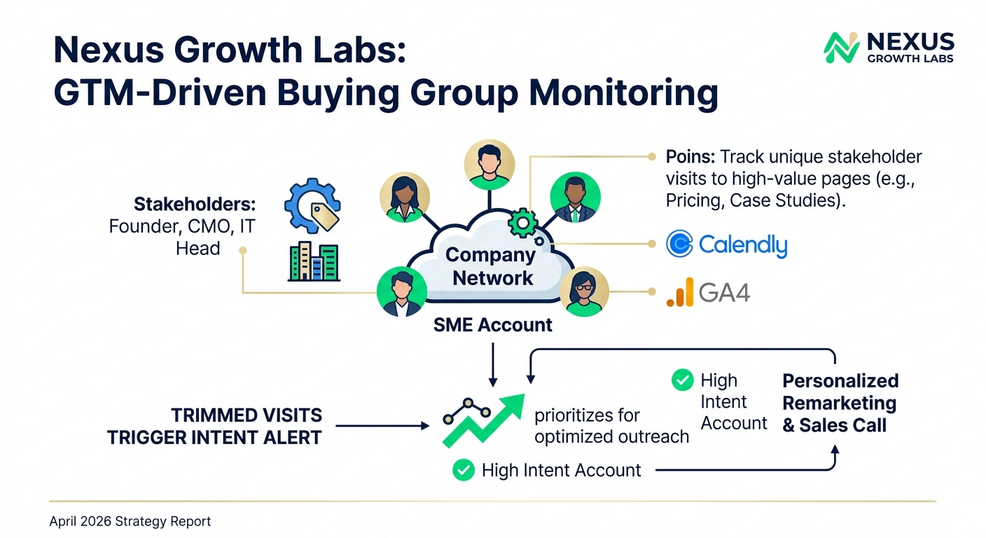 Nexus Growth Labs:
GTM-Driven Buying Group Monitoring
NEXUS
GROWTH LABS
Stakeholders:
Founder, CMO, IT
Head
Company
Network
SME Account
Poins: Track unique stakeholder
visits to high-value pages (e.g.,
Pricing, Case Studies).
Calendly
GA4
TRIMMED VISITS
TRIGGER INTENT ALERT
prioritizes for
optimized outreach
High Intent Account
High
Intent
Account
Personalized
Remarketing
& Sales Call
April 2026 Strategy Report